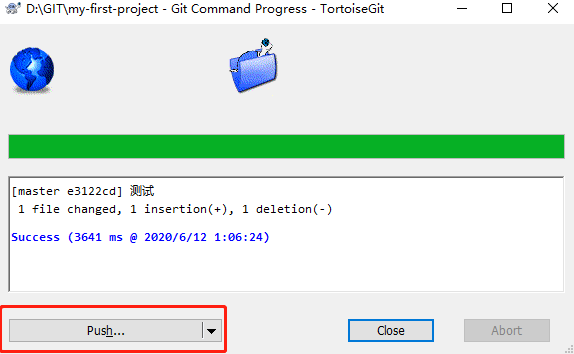 D:\GIT\my-first-project - Git Command Progress - TortoiseGit
[master e3122cd] 测试
1 file changed, 1 insertion(+), 1 deletion(-)
Success (3641 ms @ 2020/6/12 1:06:24)
Push...
Close
Abort